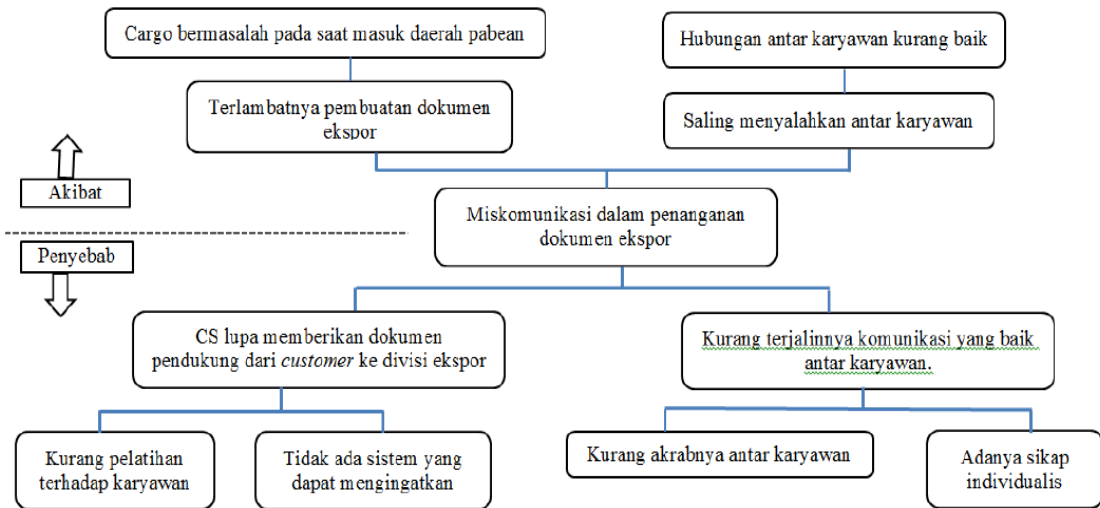 Cargo bermasalah pada saat masuk daerah pabean
Hubungan antar karyawan kurang baik
Terlambatnya pembuatan dokumen
ekspor
Saling menyalahkan antar karyawan
Akibat
Miskomunikasi dalam penanganan
dokumen ekspor
Penyebab
CS lupa memberikan dokumen
pendukung dari customer ke divisi ekspor
Kurang terjalinnya komunikasi yang baik
antar karyawan.
Kurang pelatihan
terhadap karyawan
Tidak ada sistem yang
dapat mengingatkan
Kurang akrabnya antar karyawan
Adanya sikap
individualis